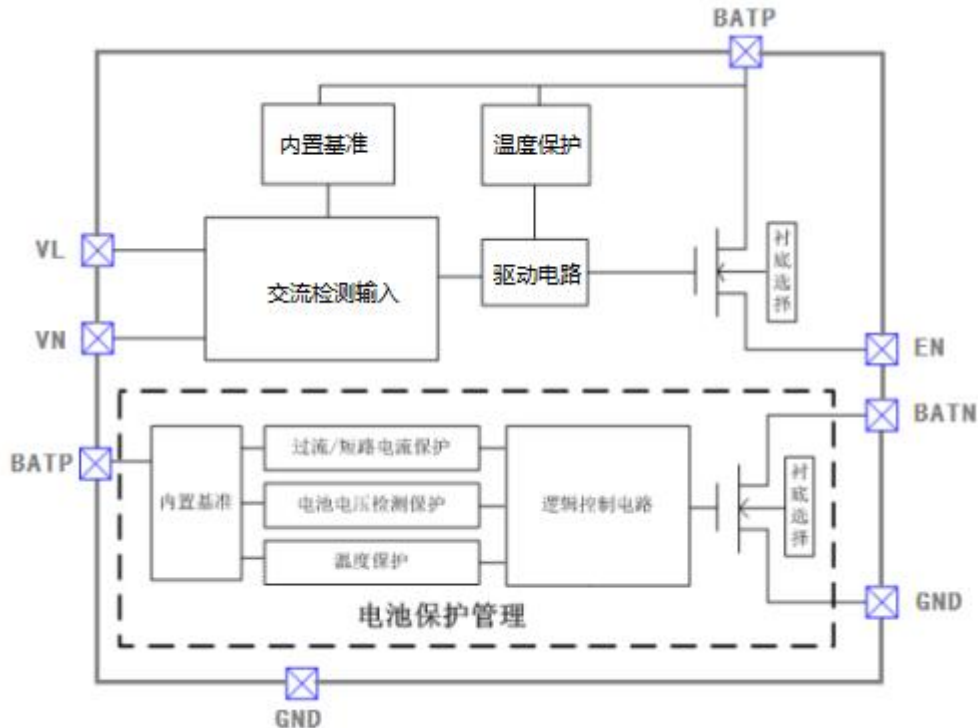 BATP
内置基准
温度保护
VL
交流检测输入
驱动电路
衬底选择
VN
EN
BATN
BATP
内置基准
过流/短路电流保护
电池电压检测保护
温度保护
逻辑控制电路
衬底选择
电池保护管理
GND
GND